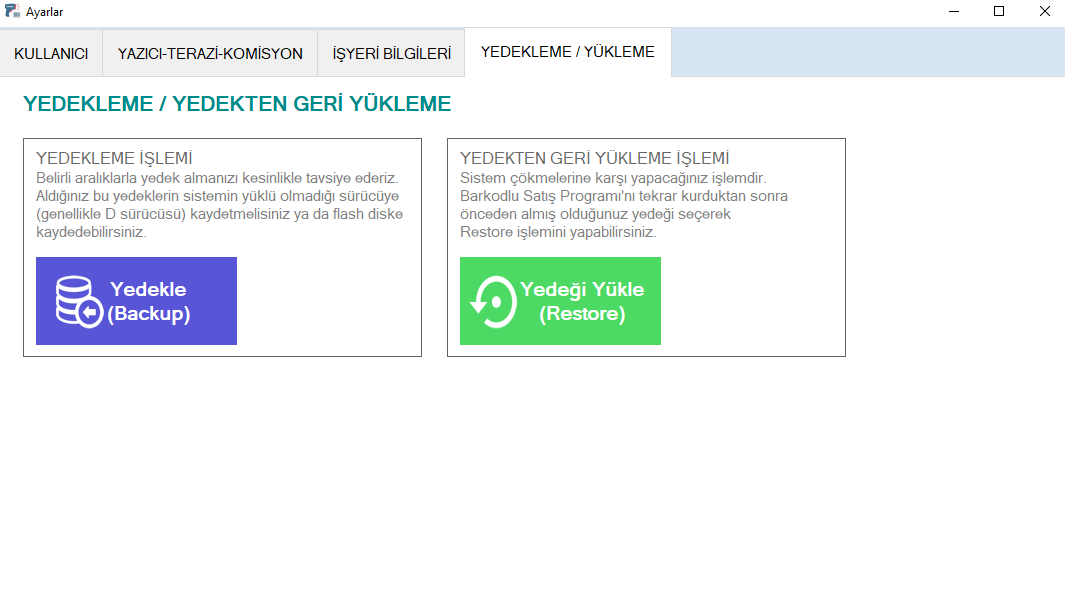 Ayarlar
KULLANICI
YAZICI-TERAZİ-KOMİSYON
İŞYERİ BİLGİLERİ
YEDEKLEME / YÜKLEME
YEDEKLEME / YEDEKTEN GERİ YÜKLEME
YEDEKLEME İŞLEMİ
Belirli aralıklarla yedek almanızı kesinlikle tavsiye ederiz.
Aldığınız bu yedeklerin sistemin yüklü olmadığı sürücüye
(genellikle D sürücüsü) kaydetmelisiniz ya da flash diske
kaydedebilirsiniz.
Yedekle
(Backup)
YEDEKTEN GERİ YÜKLEME İŞLEMİ
Sistem çökmelerine karşı yapacağınız işlemdir.
Barkodlu Satış Programı'nı tekrar kurduktan sonra
önceden almış olduğunuz yedeği seçerek
Restore işlemini yapabilirsiniz.
Yedeği Yükle
(Restore)